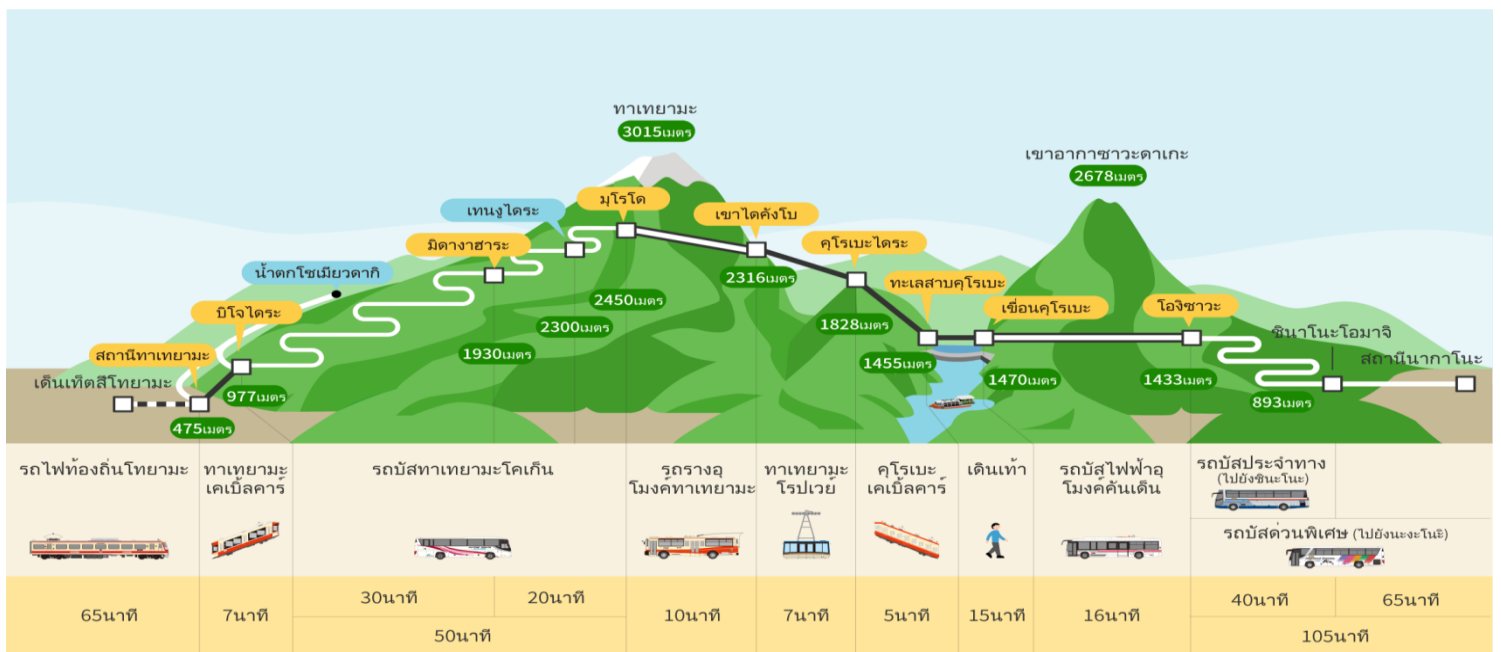 ทาเทยามะ
3015เมตร
เขาอากาซาวะดาเกะ
2678เมตร
มุโรโด
เทนงูไดระ
เขาไดคังโบ
มิดางาฮาระ
คุโรเบะไดระ
น้ำตกโชเมียวดากิ
2316เมตร
ทะเลสาบคุโรเบะ
2450เมตร
บิโจไดระ
เขื่อนคุโรเบะ
โองิซาวะ
2300เมตร
1828เมตร
ชินาโนะโอมาจิ
สถานีทาเทยามะ
1930เมตร
1455เมตร
สถานีนากาโนะ
เด็นเท็ตสึโทยามะ
977เมตร
1470เมตร
1433เมตร
893เมตร
475เมตร
รถไฟท้องถิ่นโทยามะ
ทาเทยามะ
เคเบิ้ลคาร์
รถบัสทาเทยามะโคเก็น
รถรางอุ
โมงค์ทาเทยามะ
ทาเทยามะ
โรปเวย์
คุโรเบะ
เคเบิ้ลคาร์
เดินเท้า
รถบัสไฟฟ้าอุ
โมงค์คันเด็น
รถบัสประจำทาง
(ไปยังชินะโนะ)
รถบัสด่วนพิเศษ (ไปยังนะงะโนะ)
65นาที
7นาที
30นาที
20นาที
50นาที
10นาที
7นาที
5นาที
15นาที
16นาที
40นาที
65นาที
105นาที